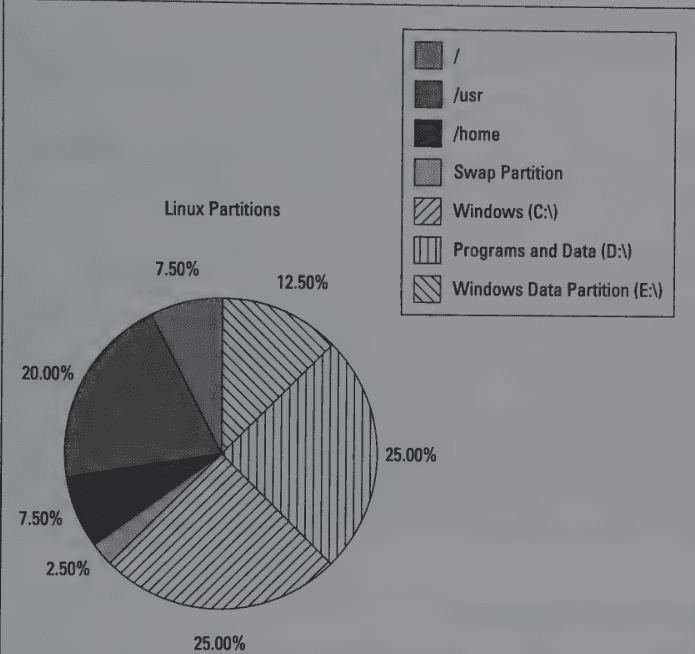 /
/usr
/home
Swap Partition
Windows (C:\)
Programs and Data (D:\)
Windows Data Partition (E:\)
Linux Partitions
7.50%
12.50%
20.00%
25.00%
7.50%
2.50%
25.00%